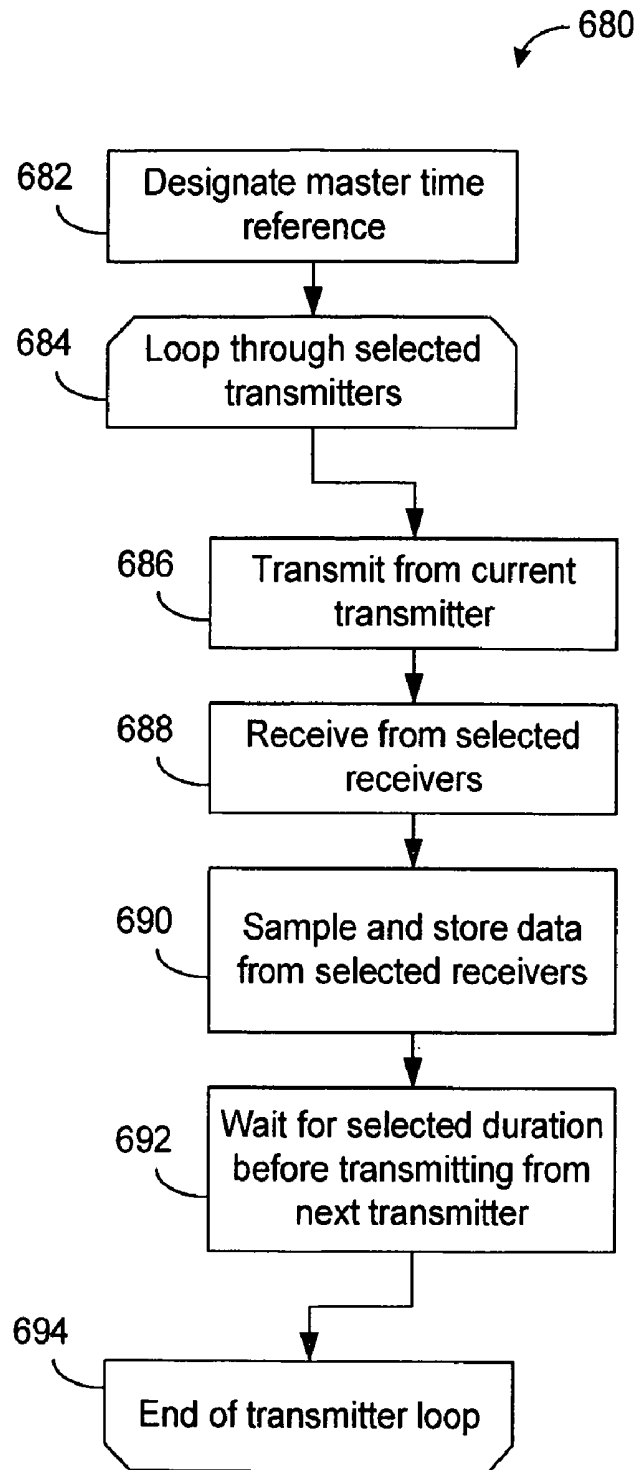 680
682
Designate master time
reference
684
Loop through selected
transmitters
686
Transmit from current
transmitter
688
Receive from selected
receivers
690
Sample and store data
from selected receivers
692
Wait for selected duration
before transmitting from
next transmitter
694
End of transmitter loop